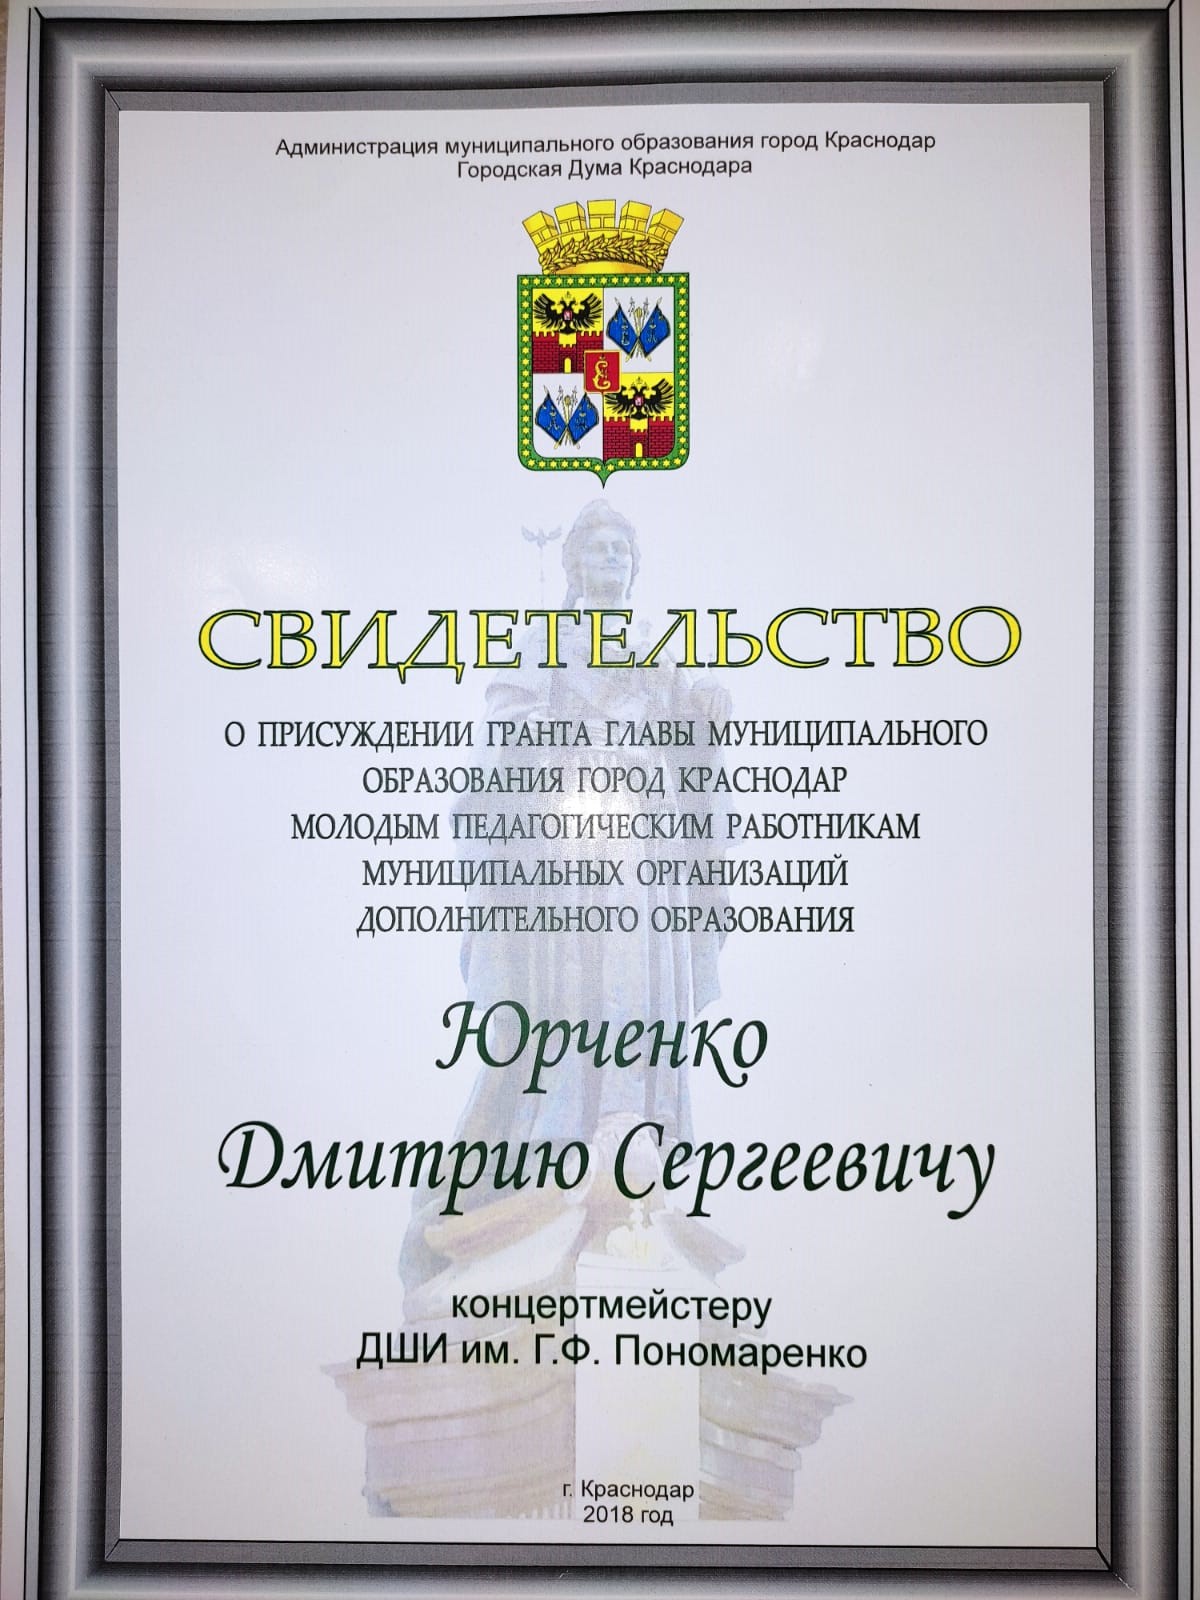 Администрация муниципального образования город Краснодар
Городская Дума Краснодара
СВИДЕТЕЛЬСТВО
О ПРИСУЖДЕНИИ ГРАНТА ГЛАВЫ МУНИЦИПАЛЬНОГО
ОБРАЗОВАНИЯ ГОРОД КРАСНОДАР
МОЛОДЫМ ПЕДАГОГИЧЕСКИМ РАБОТНИКАМ
МУНИЦИПАЛЬНЫХ ОРГАНИЗАЦИЙ
ДОПОЛНИТЕЛЬНОГО ОБРАЗОВАНИЯ
Юрченко
Дмитрию Сергеевичу
концертмейстеру
ДШИ им. Г.Ф. Пономаренко
г. Краснодар
2018 год